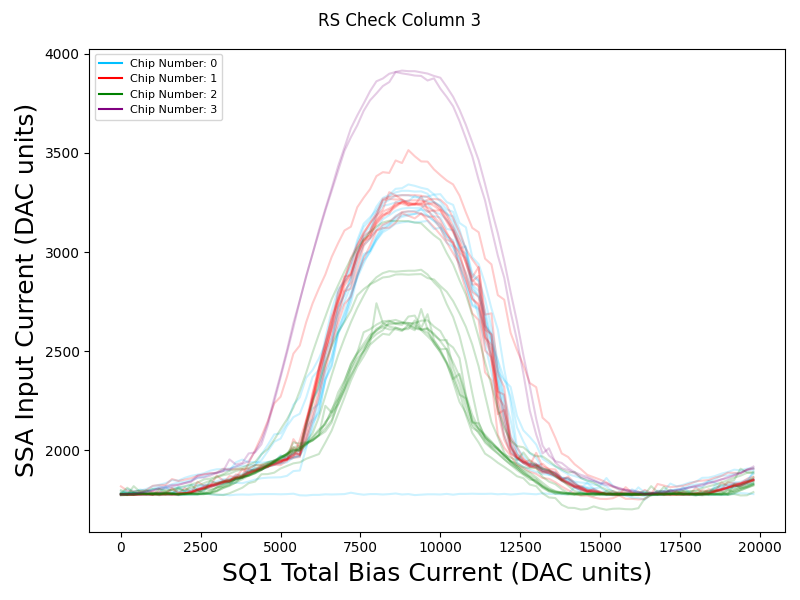 RS Check Column 3
Chip Number: 0
Chip Number: 1
Chip Number: 2
Chip Number: 3
SSA Input Current (DAC units)
4000
3500
3000
2500
2000
0 2500 5000 7500 10000 12500 15000 17500 20000
SQ1 Total Bias Current (DAC units)